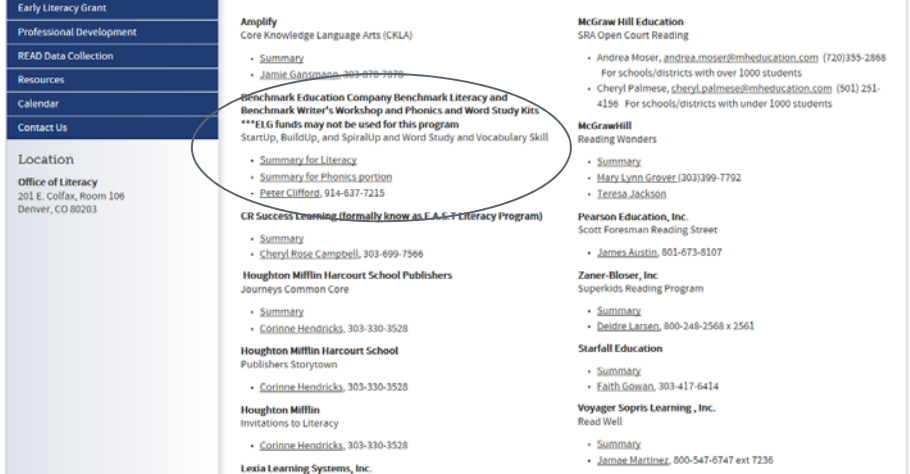 Early Literacy Grant
Professional Development
READ Data Collection
Resources
Calendar
Contact Us
Location
Office of Literacy
201 E. Colfax, Room 106
Denver, CO 80203
Amplify
Core Knowledge Language Arts (CKLA)
Summary
Jamie Gansmann, 303-870-7070
Benchmark Education Company Benchmark Literacy and
Benchmark Writer's Workshop and Phonics and Word Study Kits
***ELG funds may not be used for this program
StartUp, BuildUp, and SpiralUp and Word Study and Vocabulary Skill
Summary for Literacy
Summary for Phonics portion
Peter Clifford, 914-637-7215
CR Success Learning (formally know as E.A.S.T Literacy Program)
Summary
Cheryl Rose Campbell, 303-699-7566
Houghton Mifflin Harcourt School Publishers
Journeys Common Core
Summary
Corinne Hendricks, 303-330-3528
Houghton Mifflin Harcourt School
Publishers Storytown
Corinne Hendricks, 303-330-3528
Houghton Mifflin
Invitations to Literacy
Corinne Hendricks, 303-330-3528
Lexia Learning Systems, Inc.
McGraw Hill Education
SRA Open Court Reading
Andrea Moser, andrea.moser@mheducation.com (720)355-2868
For schools/districts with over 1000 students
Cheryl Palmese, cheryl.palmese@mheducation.com (501) 251-
4156 For schools/districts with under 1000 students
McGrawHill
Reading Wonders
Summary
Mary Lynn Grover (303)399-7792
Teresa Jackson
Pearson Education, Inc.
Scott Foresman Reading Street
James Austin, 801-673-8107
Zaner-Bloser, Inc
Superkids Reading Program
Summary
Deidre Larsen, 800-248-2568 x 2561
Starfall Education
Summary
Faith Gowan, 303-417-6414
Voyager Sopris Learning , Inc.
Read Well
Summary
Jamae Martinez, 800-547-6747 ext 7236